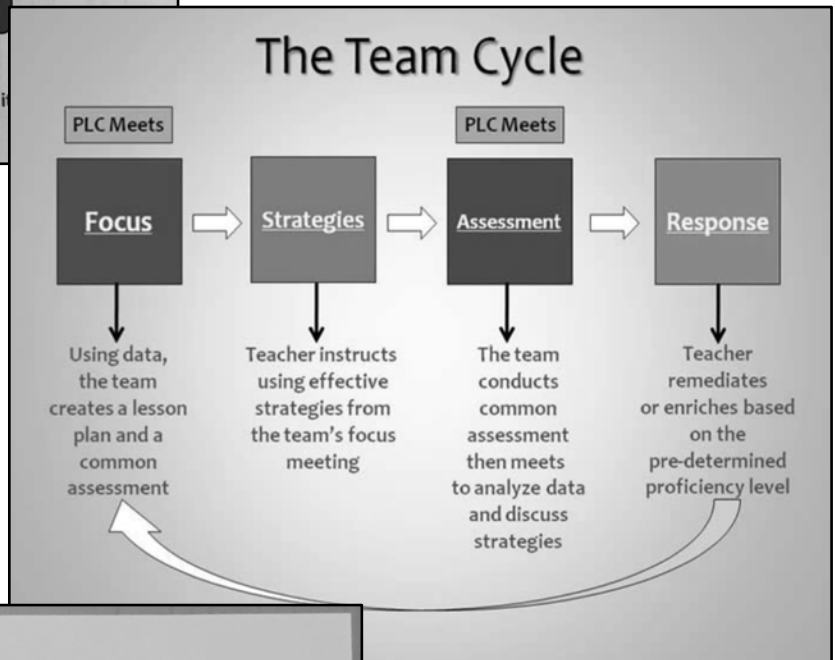 The Team Cycle
PLC Meets
PLC Meets
Focus
Strategies
Assessment
Response
Using data,
the team
creates a lesson
plan and a
common
assessment
Teacher instructs
using effective
strategies from
the team's focus
meeting
The team
conducts
common
assessment
then meets
to analyze data
and discuss
strategies
Teacher
remediates
or enriches based
on the
pre-determined
proficiency level